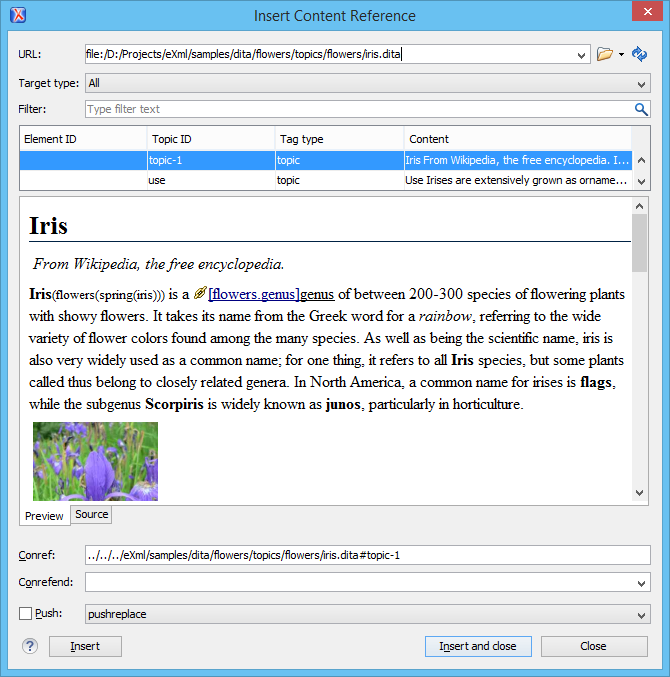 Insert Content Reference
URL: file:/D:/Projects/eXml/samples/dita/flowers/topics/flowers/iris.dita
Target type: All
Filter: Type filter text
Element ID Topic ID Tag type Content
topic-1 topic Iris From Wikipedia, the free encyclopedia. I...
use topic Use Irises are extensively grown as orname...
Iris
From Wikipedia, the free encyclopedia.
Iris(flowers(spring(iris))) is a [flowers.genus]genus of between 200-300 species of flowering plants
with showy flowers. It takes its name from the Greek word for a rainbow, referring to the wide
variety of flower colors found among the many species. As well as being the scientific name, iris is
also very widely used as a common name; for one thing, it refers to all Iris species, but some plants
called thus belong to closely related genera. In North America, a common name for irises is flags,
while the subgenus Scorpiris is widely known as junos, particularly in horticulture.
Preview Source
Conref: ../../../eXml/samples/dita/flowers/topics/flowers/iris.dita#topic-1
Conrefend:
Push: pushreplace
? Insert Insert and close Close